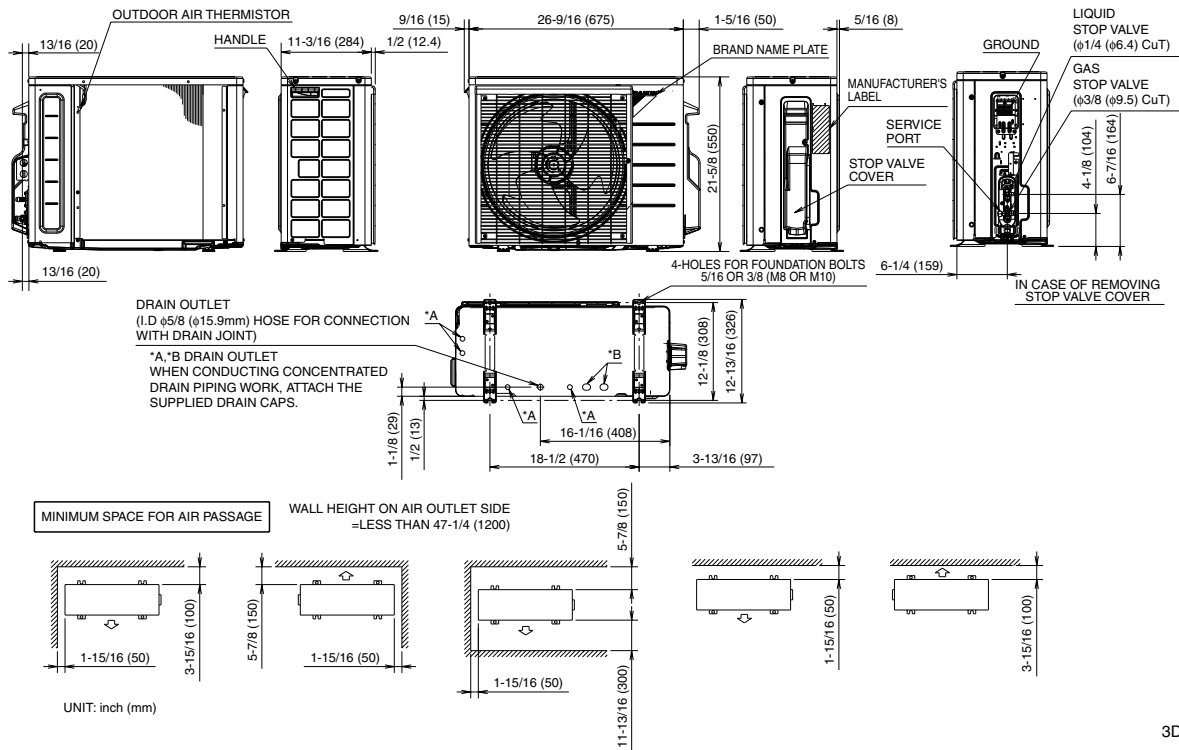 OUTDOOR AIR THERMISTOR
13/16 (20)
HANDLE
11-3/16 (284)
1/2 (12.4)
9/16 (15)
26-9/16 (675)
1-5/16 (50)
BRAND NAME PLATE
21-5/8 (550)
5/16 (8)
MANUFACTURER'S
LABEL
STOP VALVE
COVER
GROUND
SERVICE
PORT
LIQUID
STOP VALVE
(φ1/4 (φ6.4) CuT)
GAS
STOP VALVE
(φ3/8 (φ9.5) CuT)
4-1/8 (104)
6-7/16 (164)
6-1/4 (159)
IN CASE OF REMOVING
STOP VALVE COVER
13/16 (20)
4-HOLES FOR FOUNDATION BOLTS
5/16 OR 3/8 (M8 OR M10)
DRAIN OUTLET
(I.D φ5/8 (φ15.9mm) HOSE FOR CONNECTION
WITH DRAIN JOINT)
*A,*B DRAIN OUTLET
WHEN CONDUCTING CONCENTRATED
DRAIN PIPING WORK, ATTACH THE
SUPPLIED DRAIN CAPS.
*A
*B
*A
*A
12-1/8 (308)
12-13/16 (326)
1-1/8 (29)
1/2 (13)
16-1/16 (408)
18-1/2 (470)
3-13/16 (97)
MINIMUM SPACE FOR AIR PASSAGE
WALL HEIGHT ON AIR OUTLET SIDE
=LESS THAN 47-1/4 (1200)
1-15/16 (50)
3-15/16 (100)
5-7/8 (150)
1-15/16 (50)
5-7/8 (150)
1-15/16 (50)
11-13/16 (300)
1-15/16 (50)
3-15/16 (100)
UNIT: inch (mm)
3D